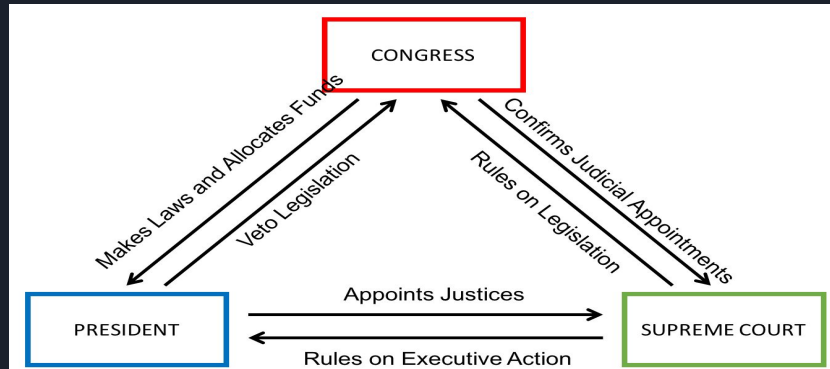 CONGRESS
Makes Laws and Allocates Funds
Veto Legislation
Confirms Judicial Appointments
Rules on Legislation
PRESIDENT
Appoints Justices
Rules on Executive Action
SUPREME COURT